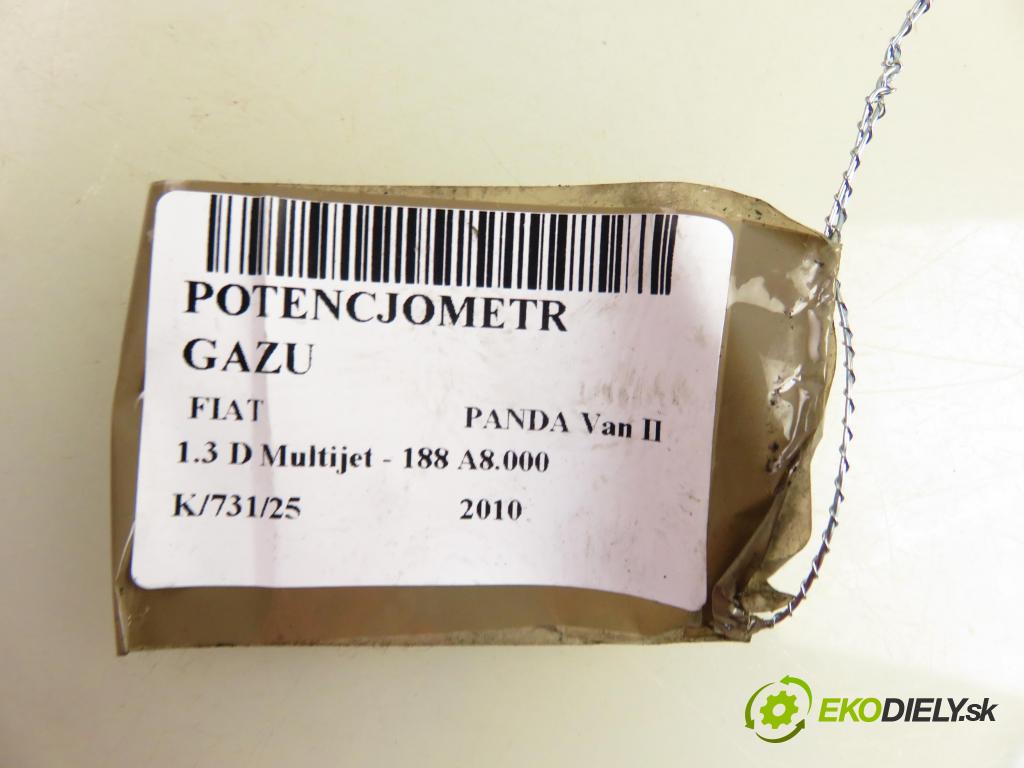 POTENCJOMETR
GAZU
FIAT PANDA Van II
1.3 D Multijet - 188 A8.000
K/731/25 2010
EKODIELY.sk